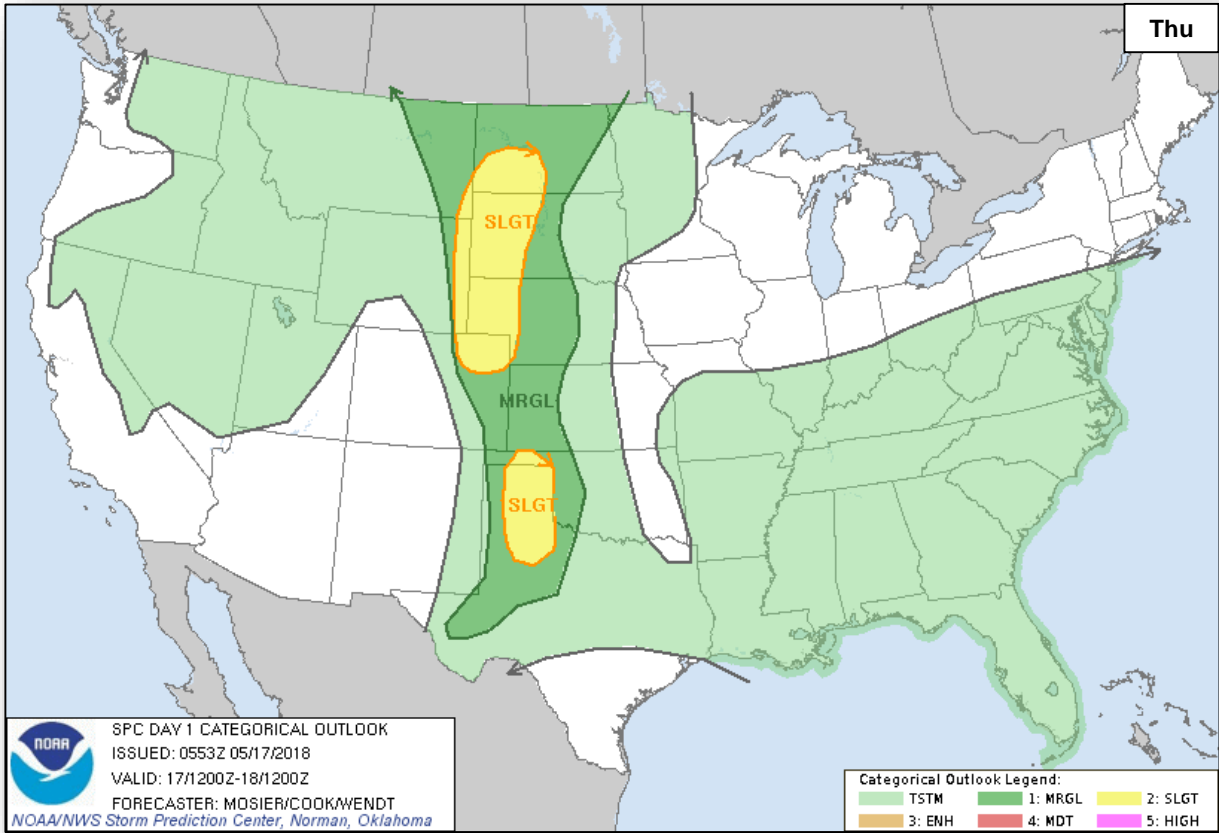 Thu
SLGT
MRGL
SLGT
NOAA
SPC DAY 1 CATEGORICAL OUTLOOK
ISSUED: 0553Z 05/17/2018
VALID: 17/1200Z-18/1200Z
FORECASTER: MOSIER/COOK/WENDT
NOAA/NWS Storm Prediction Center, Norman, Oklahoma
Categorical Outlook Legend:
TSTM 1: MRGL 2: SLGT
3: ENH 4: MDT 5: HIGH